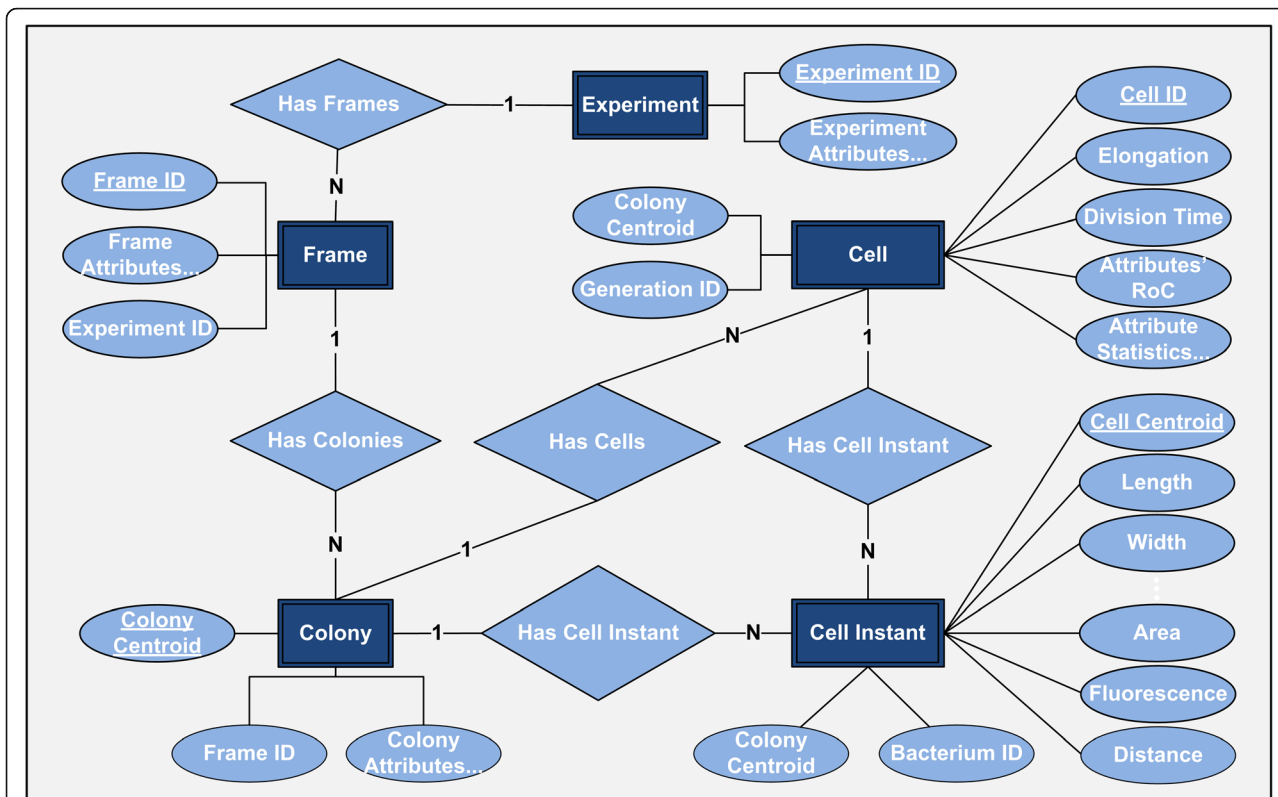 Has Frames
1
Experiment
Experiment ID
Experiment
Attributes...
Cell ID
Elongation
Division Time
Attributes'
RoC
Attribute
Statistics...
N
Frame ID
Frame
Attributes...
Experiment ID
Frame
Colony
Centroid
Generation ID
Cell
1
N
1
Has Colonies
Has Cells
Has Cell Instant
Cell Centroid
Length
Width
Area
Fluorescence
Distance
N
1
N
Colony
Centroid
Colony
1
Has Cell Instant
N
Cell Instant
Frame ID
Colony
Attributes...
Colony
Centroid
Bacterium ID